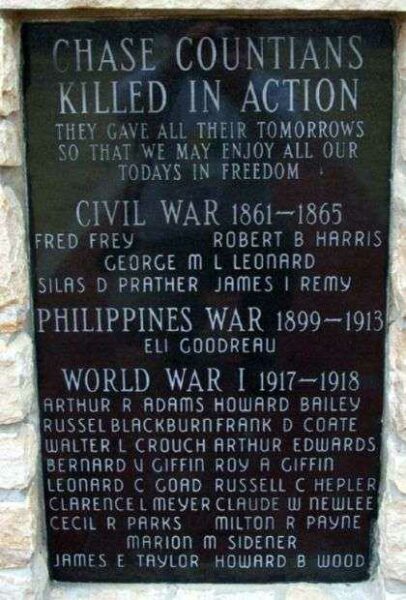 CHASE COUNTIANS
KILLED IN ACTION
THEY GAVE ALL THEIR TOMORROWS
SO THAT WE MAY ENJOY ALL OUR
TODAYS IN FREEDOM
CIVIL WAR 1861-1865
FRED FREY ROBERT B HARRIS
GEORGE M L LEONARD
SILAS D PRATHER JAMES I REMY
PHILIPPINES WAR 1899-1913
ELI GOODREAU
WORLD WAR I 1917-1918
ARTHUR R ADAMS HOWARD BAILEY
RUSSEL BLACKBURN FRANK D COATE
WALTER L CROUCH ARTHUR EDWARDS
BERNARD V GIFFIN ROY A GIFFIN
LEONARD C GOAD RUSSELL C HEPLER
CLARENCE L MEYER CLAUDE W NEWLEE
CECIL R PARKS MILTON R PAYNE
MARION M SIDENER
JAMES E TAYLOR HOWARD B WOOD